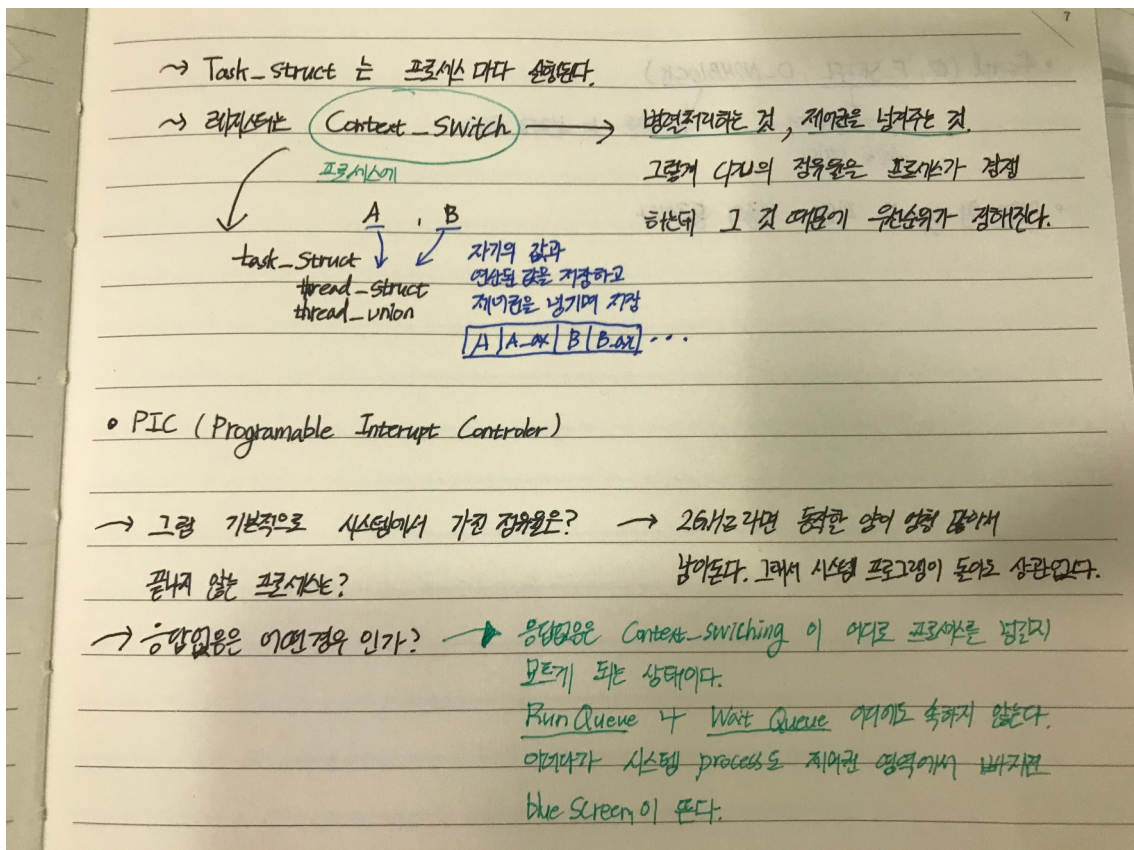 7
~> Task_struct 는 프로세스 마다 실행된다.
~> 레지스터는 Context_Switch → 병렬처리하는 것, 제어권을 넘겨주는 것.
프로세스에
그렇게 CPU의 점유율을 프로세스가 경쟁
하는데 그 것 때문에 우선순위가 정해진다.
A , B
task_struct
thread_struct
thread_union
자기의 값과
연산된 값을 저장하고
제어권을 넘기며 저장
A | A_ax | B | B_ax ...
• PIC (Programable Interupt Controler)
→ 그럼 기본적으로 시스템에서 가진 점유율은?
끝나지 않는 프로세스는?
→ 2GHz 라면 동작할 양이 엄청 많아서
남아돈다. 그래서 시스템 프로그램이 돌아도 상관없다.
→ 응답없음은 어떤경우 인가?
→ 응답없음은 Context_swiching 이 어디로 프로세스를 넘길지
모르게 되는 상태이다.
Run Queue 나 Wait Queue 어디에도 속하지 않는다.
이러다가 시스템 process도 제어권 영역에서 빠지면
blue screen이 뜬다.